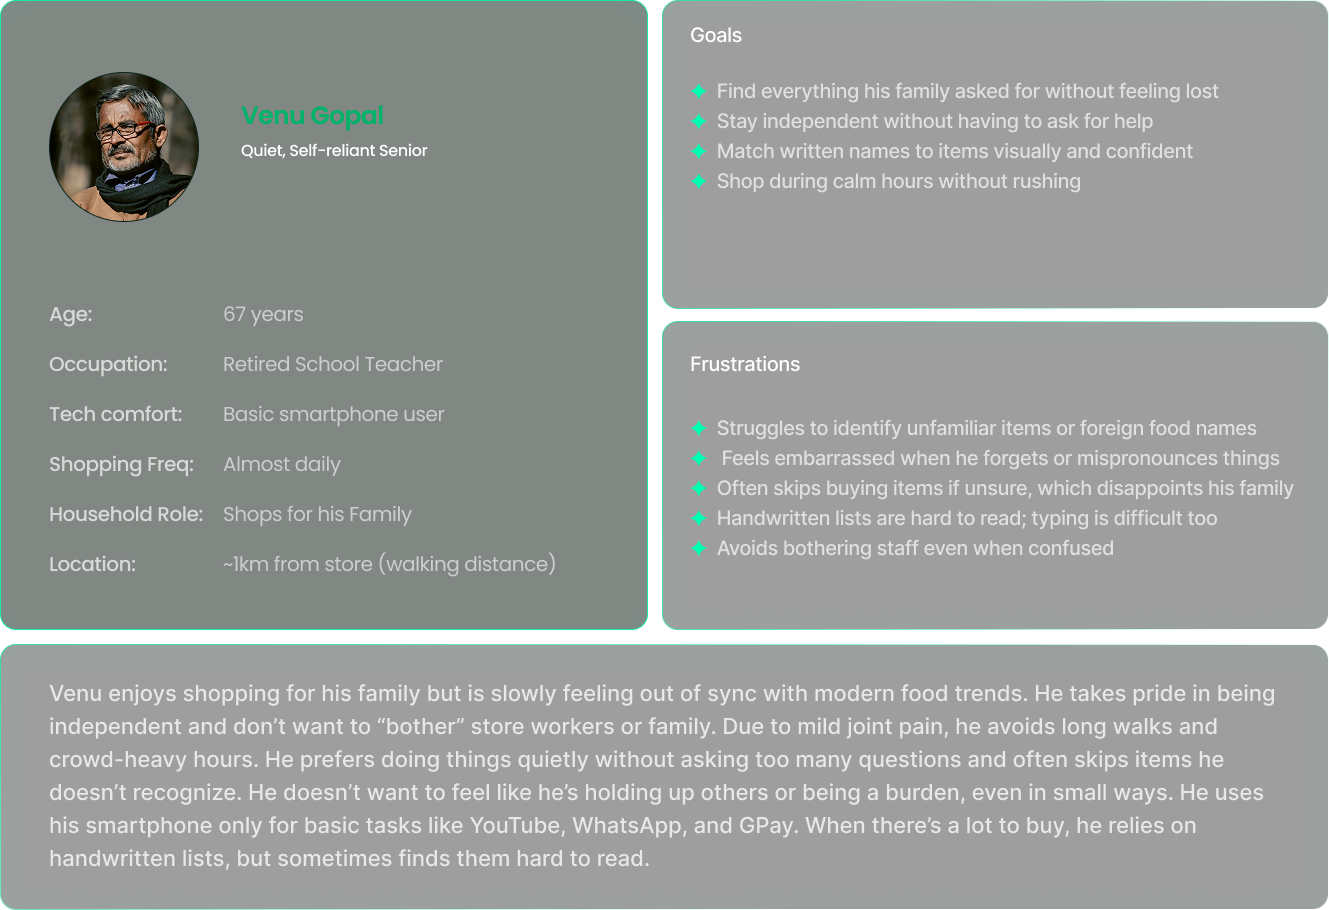 Venu Gopal
Quiet, Self-reliant Senior
Age: 67 years
Occupation: Retired School Teacher
Tech comfort: Basic smartphone user
Shopping Freq: Almost daily
Household Role: Shops for his Family
Location: ~1km from store (walking distance)
Goals
Find everything his family asked for without feeling lost
Stay independent without having to ask for help
Match written names to items visually and confident
Shop during calm hours without rushing
Frustrations
Struggles to identify unfamiliar items or foreign food names
Feels embarrassed when he forgets or mispronounces things
Often skips buying items if unsure, which disappoints his family
Handwritten lists are hard to read; typing is difficult too
Avoids bothering staff even when confused
Venu enjoys shopping for his family but is slowly feeling out of sync with modern food trends. He takes pride in being
independent and don’t want to “bother” store workers or family. Due to mild joint pain, he avoids long walks and
crowd-heavy hours. He prefers doing things quietly without asking too many questions and often skips items he
doesn’t recognize. He doesn’t want to feel like he’s holding up others or being a burden, even in small ways. He uses
his smartphone only for basic tasks like YouTube, WhatsApp, and GPay. When there’s a lot to buy, he relies on
handwritten lists, but sometimes finds them hard to read.